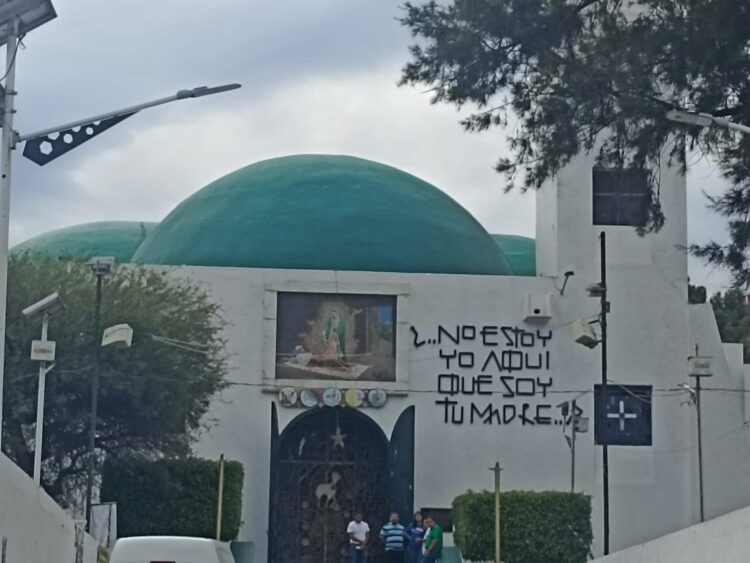 ¿...NO ESTOY
YO AQUI
QUE SOY
TU MADRE...?